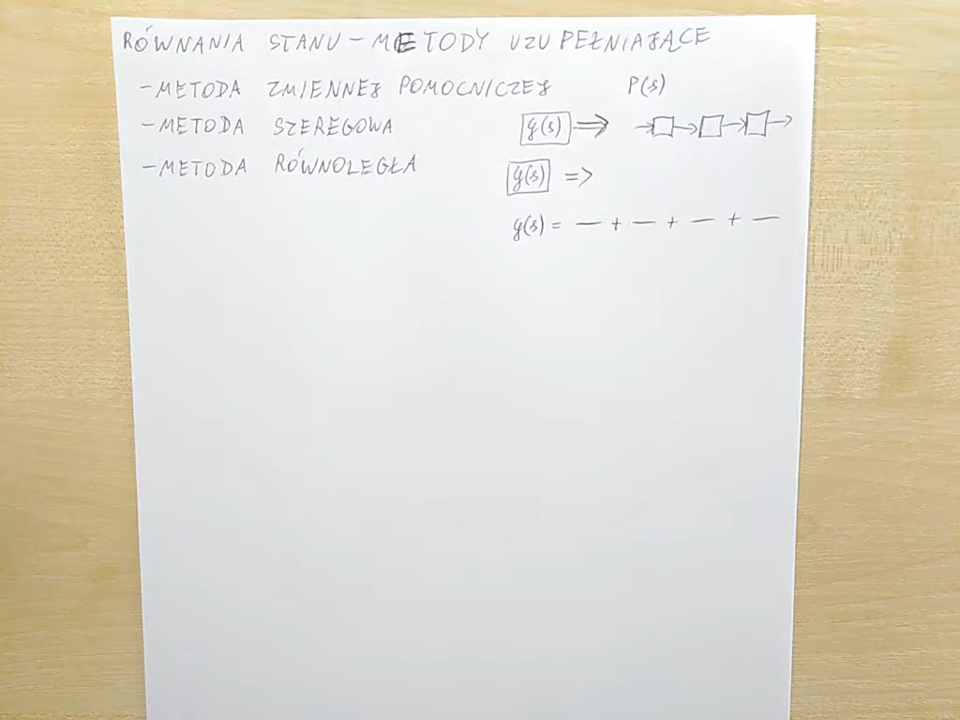 RÓWNANIA STANU – METODY UZUPEŁNIAJĄCE
– METODA ZMIENNEJ POMOCNICZEJ P(s)
– METODA SZEREGOWA g(s) ⇒
– METODA RÓWNOLEGŁA g(s) =>
g(s) = — + — + — + —